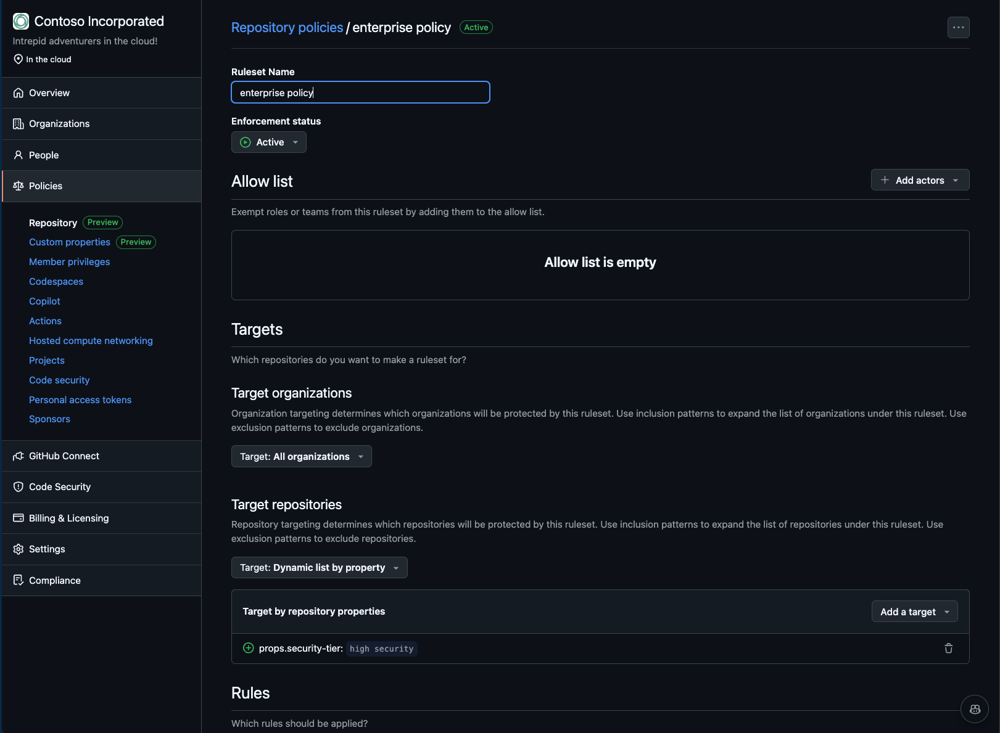 Contoso Incorporated
Intrepid adventurers in the cloud!
In the cloud
Overview
Organizations
People
Policies
Repository Preview
Custom properties Preview
Member privileges
Codespaces
Copilot
Actions
Hosted compute networking
Projects
Code security
Personal access tokens
Sponsors
GitHub Connect
Code Security
Billing & Licensing
Settings
Compliance
Repository policies / enterprise policy Active
Ruleset Name
enterprise policy
Enforcement status
Active
Allow list
Add actors
Exempt roles or teams from this ruleset by adding them to the allow list.
Allow list is empty
Targets
Which repositories do you want to make a ruleset for?
Target organizations
Organization targeting determines which organizations will be protected by this ruleset. Use inclusion patterns to expand the list of organizations under this ruleset. Use
exclusion patterns to exclude organizations.
Target: All organizations
Target repositories
Repository targeting determines which repositories will be protected by this ruleset. Use inclusion patterns to expand the list of repositories under this ruleset. Use
exclusion patterns to exclude repositories.
Target: Dynamic list by property
Target by repository properties
Add a target
props.security-tier: high security
Rules
Which rules should be applied?